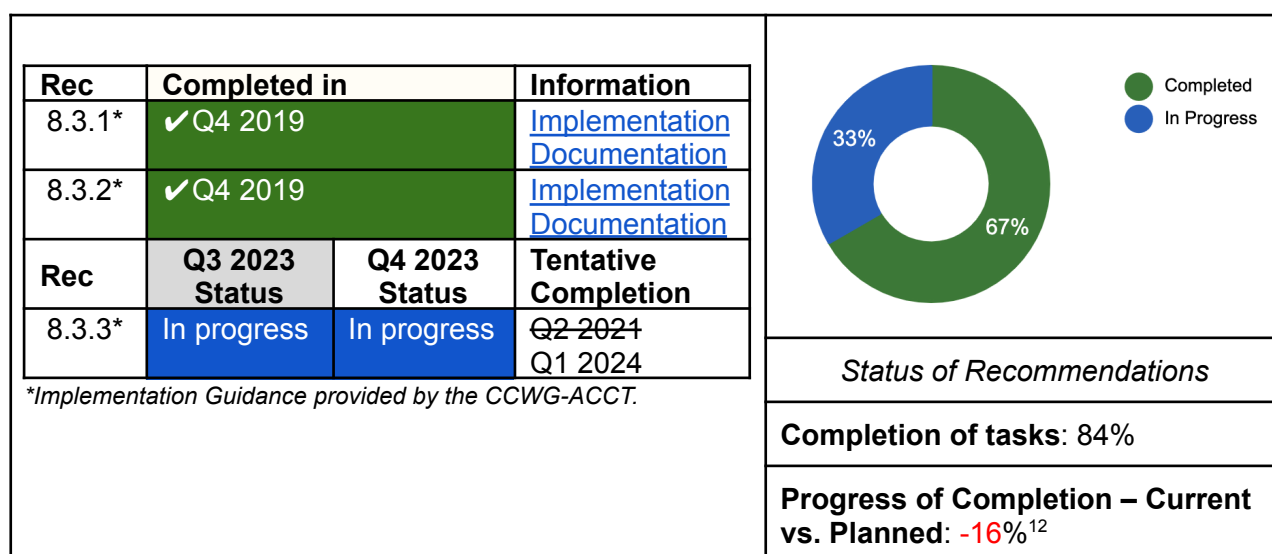 Rec Completed in Information
8.3.1* ✔Q4 2019 Implementation
Documentation
8.3.2* ✔Q4 2019 Implementation
Documentation
Rec Q3 2023 Status Q4 2023 Status Tentative Completion
8.3.3* In progress In progress Q2 2021
Q1 2024
*Implementation Guidance provided by the CCWG-ACCT.
Completed
In Progress
33%
67%
Status of Recommendations
Completion of tasks: 84%
Progress of Completion – Current
vs. Planned: -16%¹²